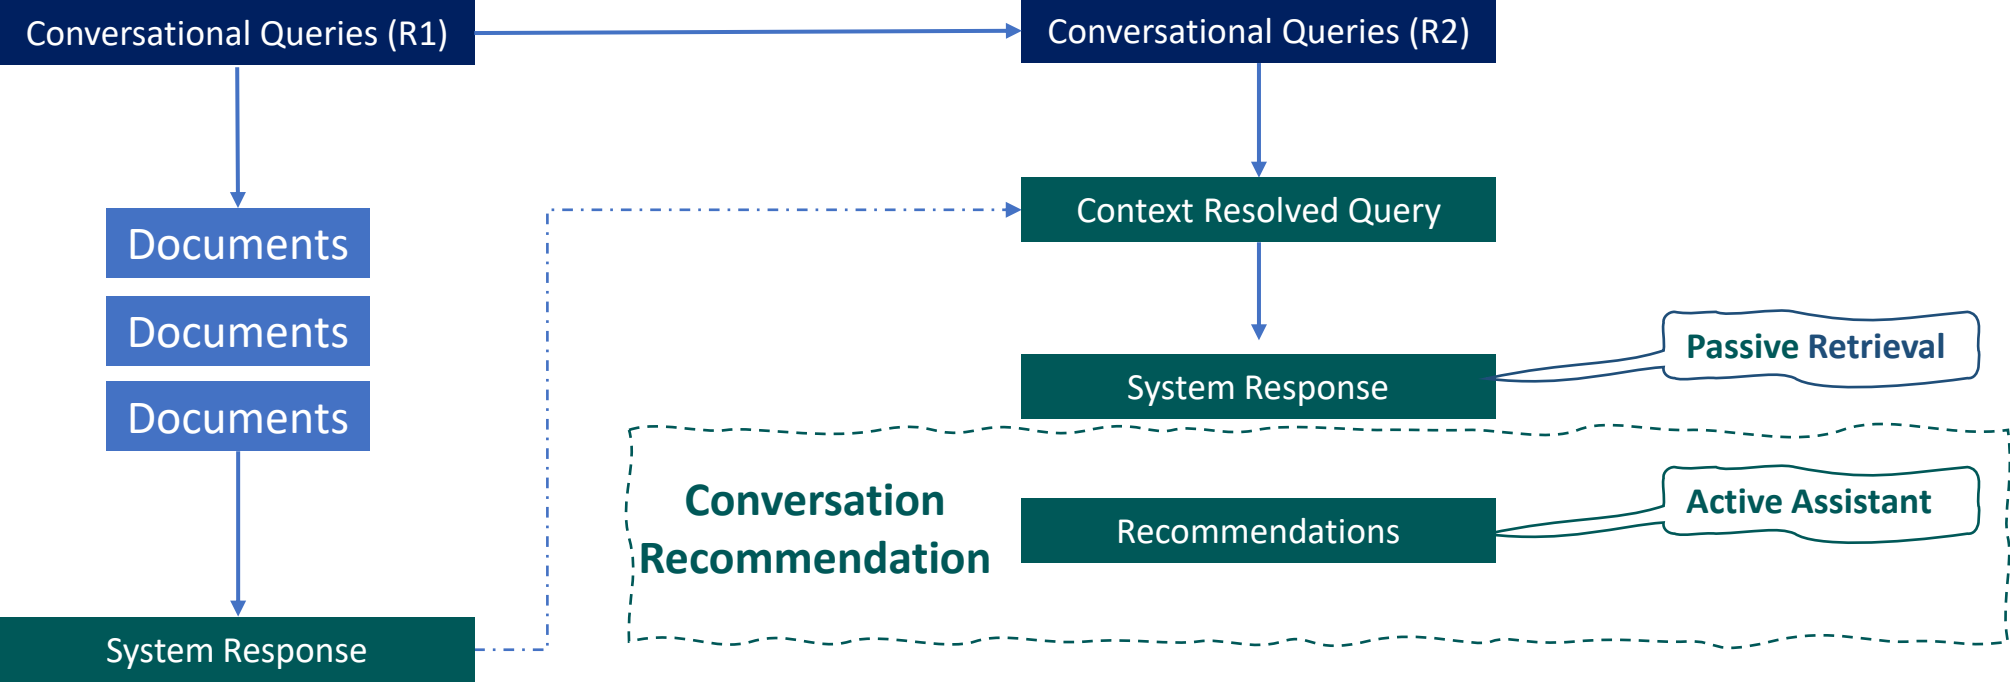 Conversational Queries (R1)
Conversational Queries (R2)
Documents
Documents
Documents
System Response
Context Resolved Query
System Response
Passive Retrieval
Conversation
Recommendation
Recommendations
Active Assistant